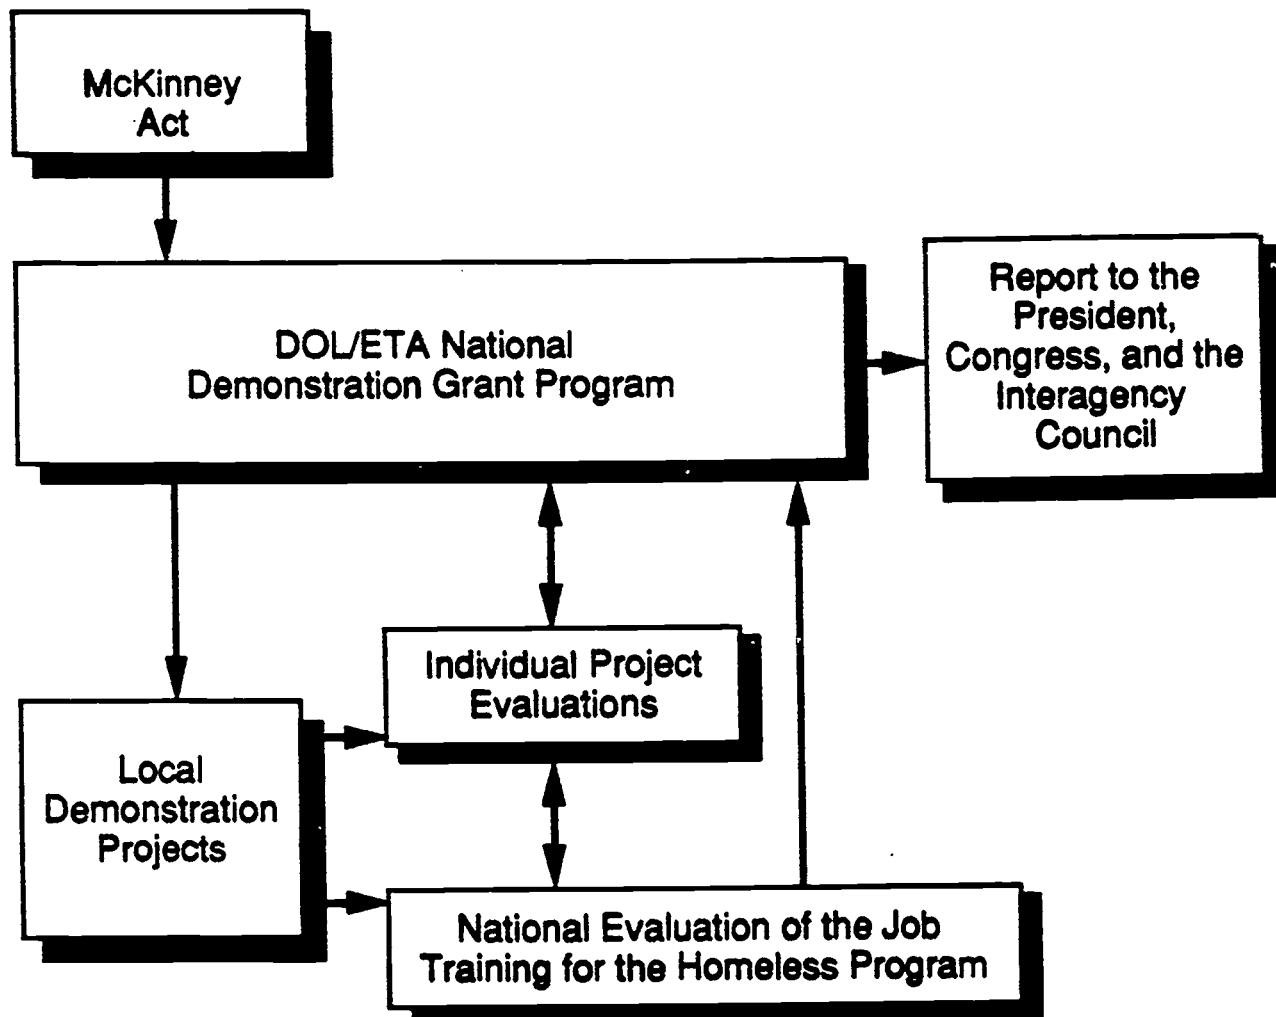 McKinney
Act
DOL/ETA National
Demonstration Grant Program
Report to the
President,
Congress, and the
Interagency
Council
Individual Project
Evaluations
Local
Demonstration
Projects
National Evaluation of the Job
Training for the Homeless Program